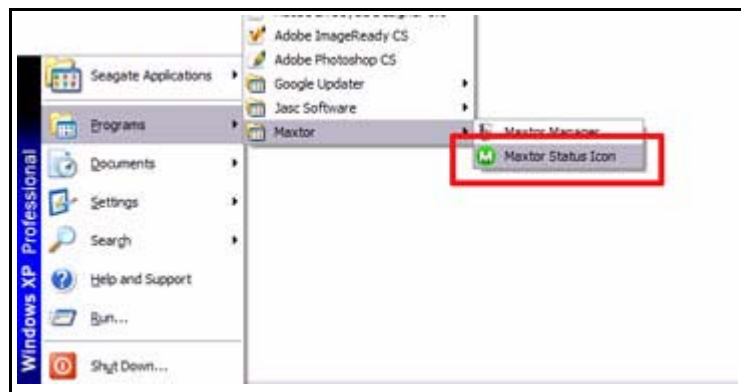 Adobe ImageReady CS
Adobe Photoshop CS
Google Updater
Jasc Software
Maxtor
Maxtor Manager
Maxtor Status Icon
Seagate Applications
Programs
Documents
Settings
Search
Help and Support
Run...
Shut Down...
Windows XP Professional